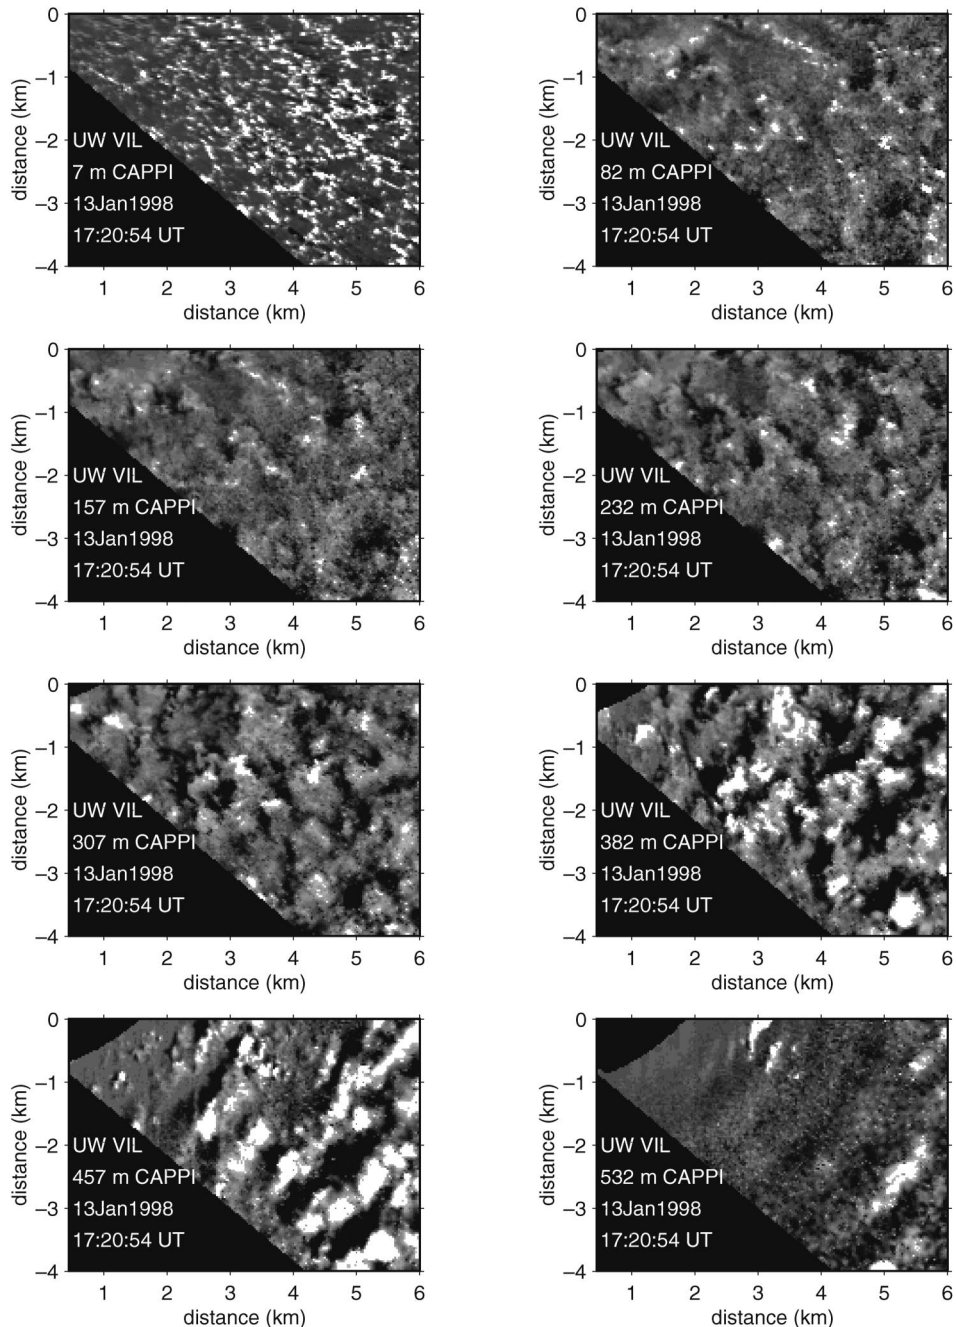 distance (km)
0
–1
–2
–3
–4
UW VIL
7 m CAPPI
13Jan1998
17:20:54 UT
1 2 3 4 5 6
distance (km)
distance (km)
0
–1
–2
–3
–4
UW VIL
82 m CAPPI
13Jan1998
17:20:54 UT
1 2 3 4 5 6
distance (km)
distance (km)
0
–1
–2
–3
–4
UW VIL
157 m CAPPI
13Jan1998
17:20:54 UT
1 2 3 4 5 6
distance (km)
distance (km)
0
–1
–2
–3
–4
UW VIL
232 m CAPPI
13Jan1998
17:20:54 UT
1 2 3 4 5 6
distance (km)
distance (km)
0
–1
–2
–3
–4
UW VIL
307 m CAPPI
13Jan1998
17:20:54 UT
1 2 3 4 5 6
distance (km)
distance (km)
0
–1
–2
–3
–4
UW VIL
382 m CAPPI
13Jan1998
17:20:54 UT
1 2 3 4 5 6
distance (km)
distance (km)
0
–1
–2
–3
–4
UW VIL
457 m CAPPI
13Jan1998
17:20:54 UT
1 2 3 4 5 6
distance (km)
distance (km)
0
–1
–2
–3
–4
UW VIL
532 m CAPPI
13Jan1998
17:20:54 UT
1 2 3 4 5 6
distance (km)